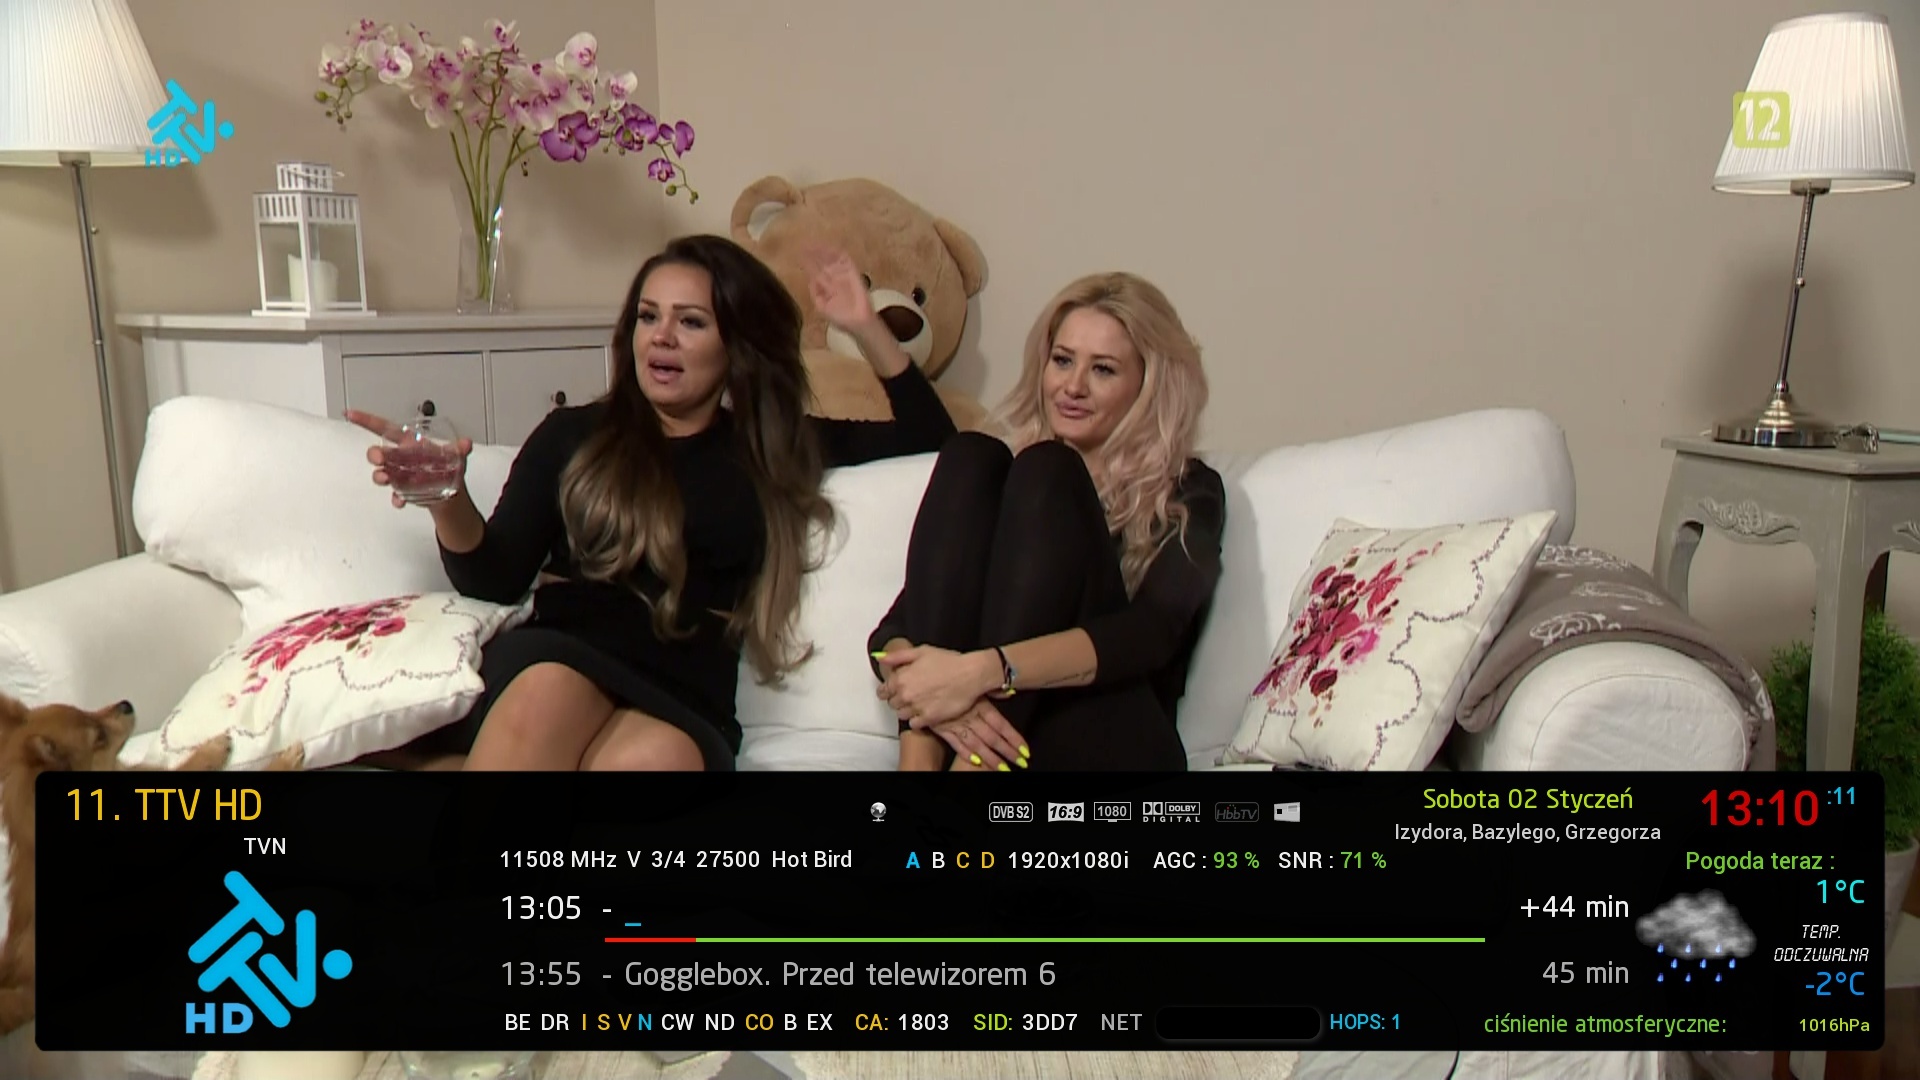 TTV HD
12
11. TTV HD
TVN
DVB S2 16:9 1080 DOLBY DIGITAL HbbTV
Sobota 02 Styczeń
13:10 :11
Izydora, Bazylego, Grzegorza
11508 MHz V 3/4 27500 Hot Bird A B C D 1920x1080i AGC : 93 % SNR : 71 %
Pogoda teraz :
1°C
13:05 - _ +44 min
TEMP. ODCZUWALNA
-2°C
13:55 - Gogglebox. Przed telewizorem 6 45 min
TTV HD
BE DR I S V N CW ND CO B EX CA: 1803 SID: 3DD7 NET HOPS: 1
ciśnienie atmosferyczne: 1016hPa